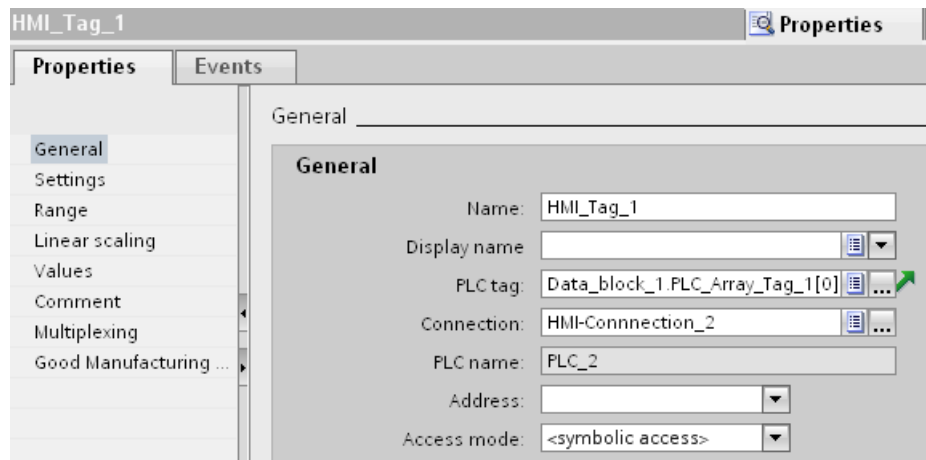 HMI_Tag_1
Properties
Properties
Events
General
Settings
Range
Linear scaling
Values
Comment
Multiplexing
Good Manufacturing ...
General
General
Name: HMI_Tag_1
Display name
PLC tag: Data_block_1.PLC_Array_Tag_1[0] ...
Connection: HMI-Connnection_2 ...
PLC name: PLC_2
Address:
Access mode: <symbolic access>